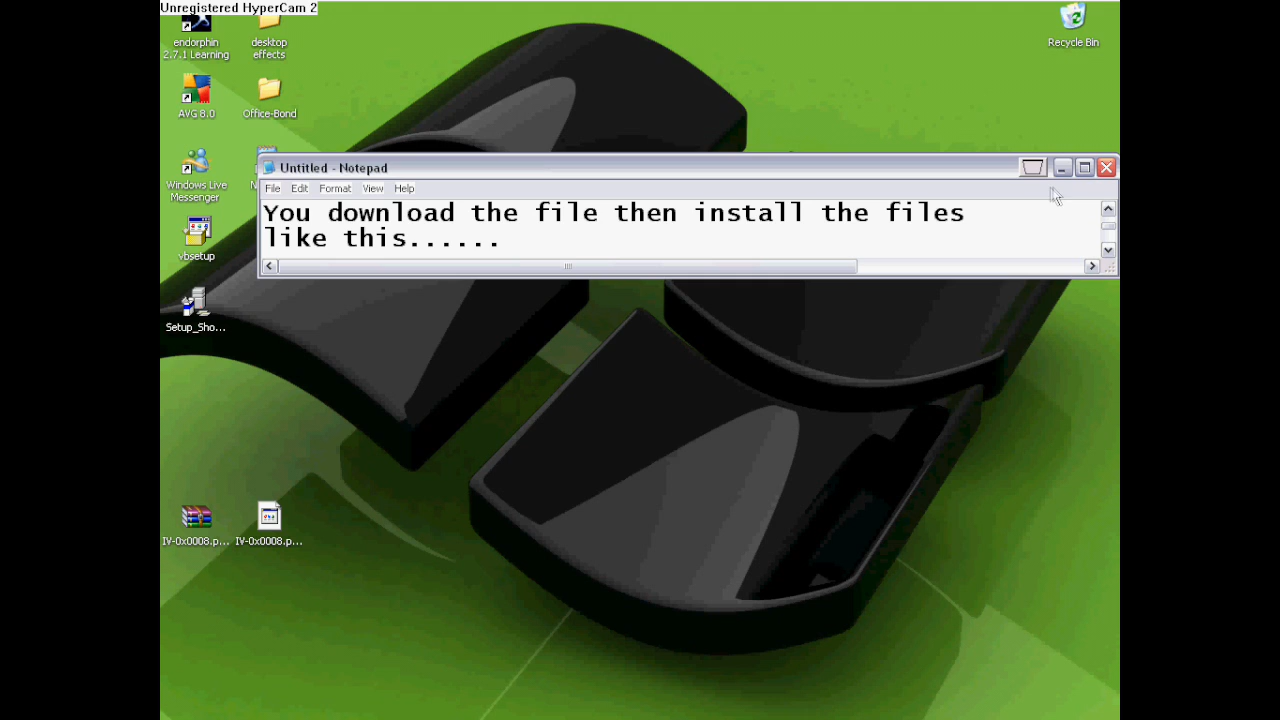 Unregistered HyperCam 2
endorphin
2.7.1 Learning
desktop
effects
Recycle Bin
AVG 8.0
Office-Bond
Windows Live
Messenger
Untitled - Notepad
File Edit Format View Help
You download the file then install the files
like this......
vbsetup
Setup_Sho...
IV-0x0008.p...
IV-0x0008.p...